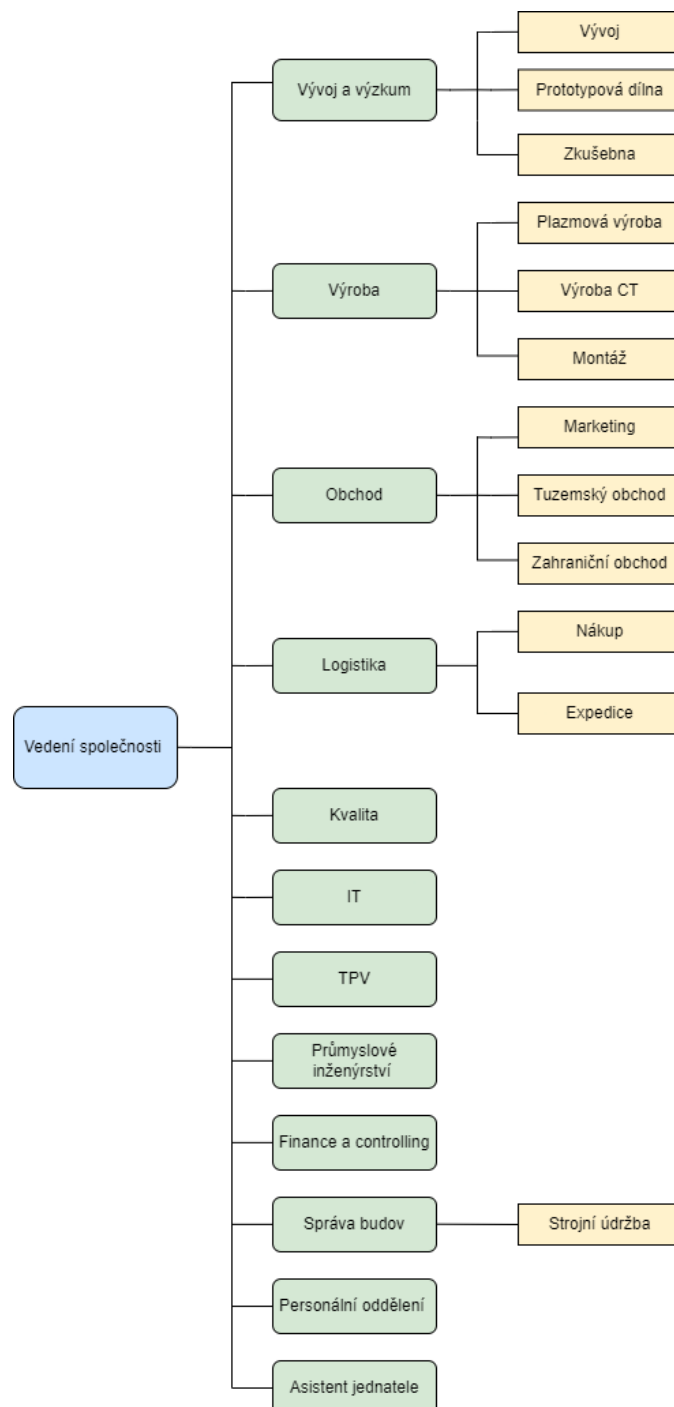 Vývoj
Vývoj a výzkum
Prototypová dílna
Zkušebna
Plazmová výroba
Výroba
Výroba CT
Montáž
Marketing
Obchod
Tuzemský obchod
Zahraniční obchod
Nákup
Logistika
Expedice
Vedení společnosti
Kvalita
IT
TPV
Průmyslové
inženýrství
Finance a controlling
Správa budov
Strojní údržba
Personální oddělení
Asistent jednatele